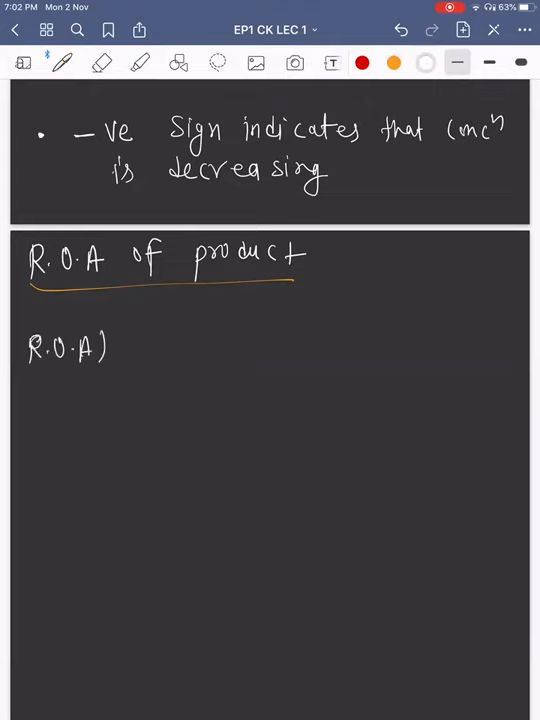 7:02 PM Mon 2 Nov 63%
EP1 CK LEC 1
• -ve sign indicates that concⁿ
is decreasing
R.O.A of product
R.O.A)